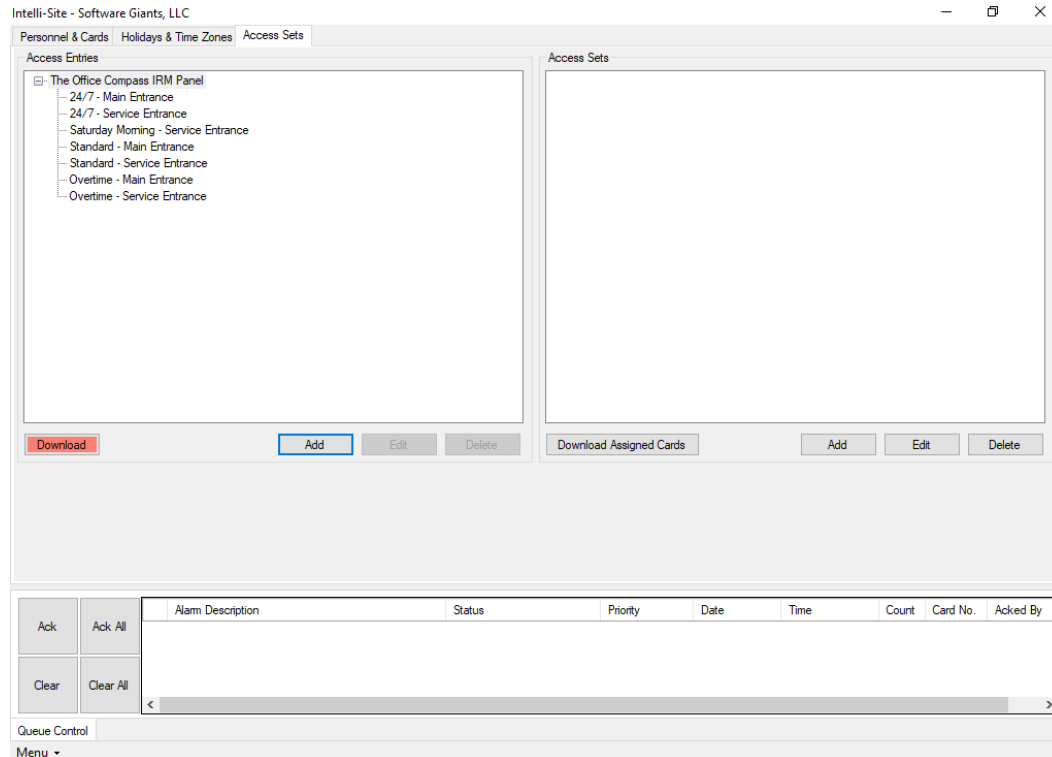 Intelli-Site - Software Giants, LLC
Personnel & Cards Holidays & Time Zones Access Sets
Access Entries
The Office Compass IRM Panel
24/7 - Main Entrance
24/7 - Service Entrance
Saturday Morning - Service Entrance
Standard - Main Entrance
Standard - Service Entrance
Overtime - Main Entrance
Overtime - Service Entrance
Download Add Edit Delete
Access Sets
Download Assigned Cards Add Edit Delete
Ack Ack All
Clear Clear All
Alarm Description Status Priority Date Time Count Card No. Acked By
Queue Control
Menu